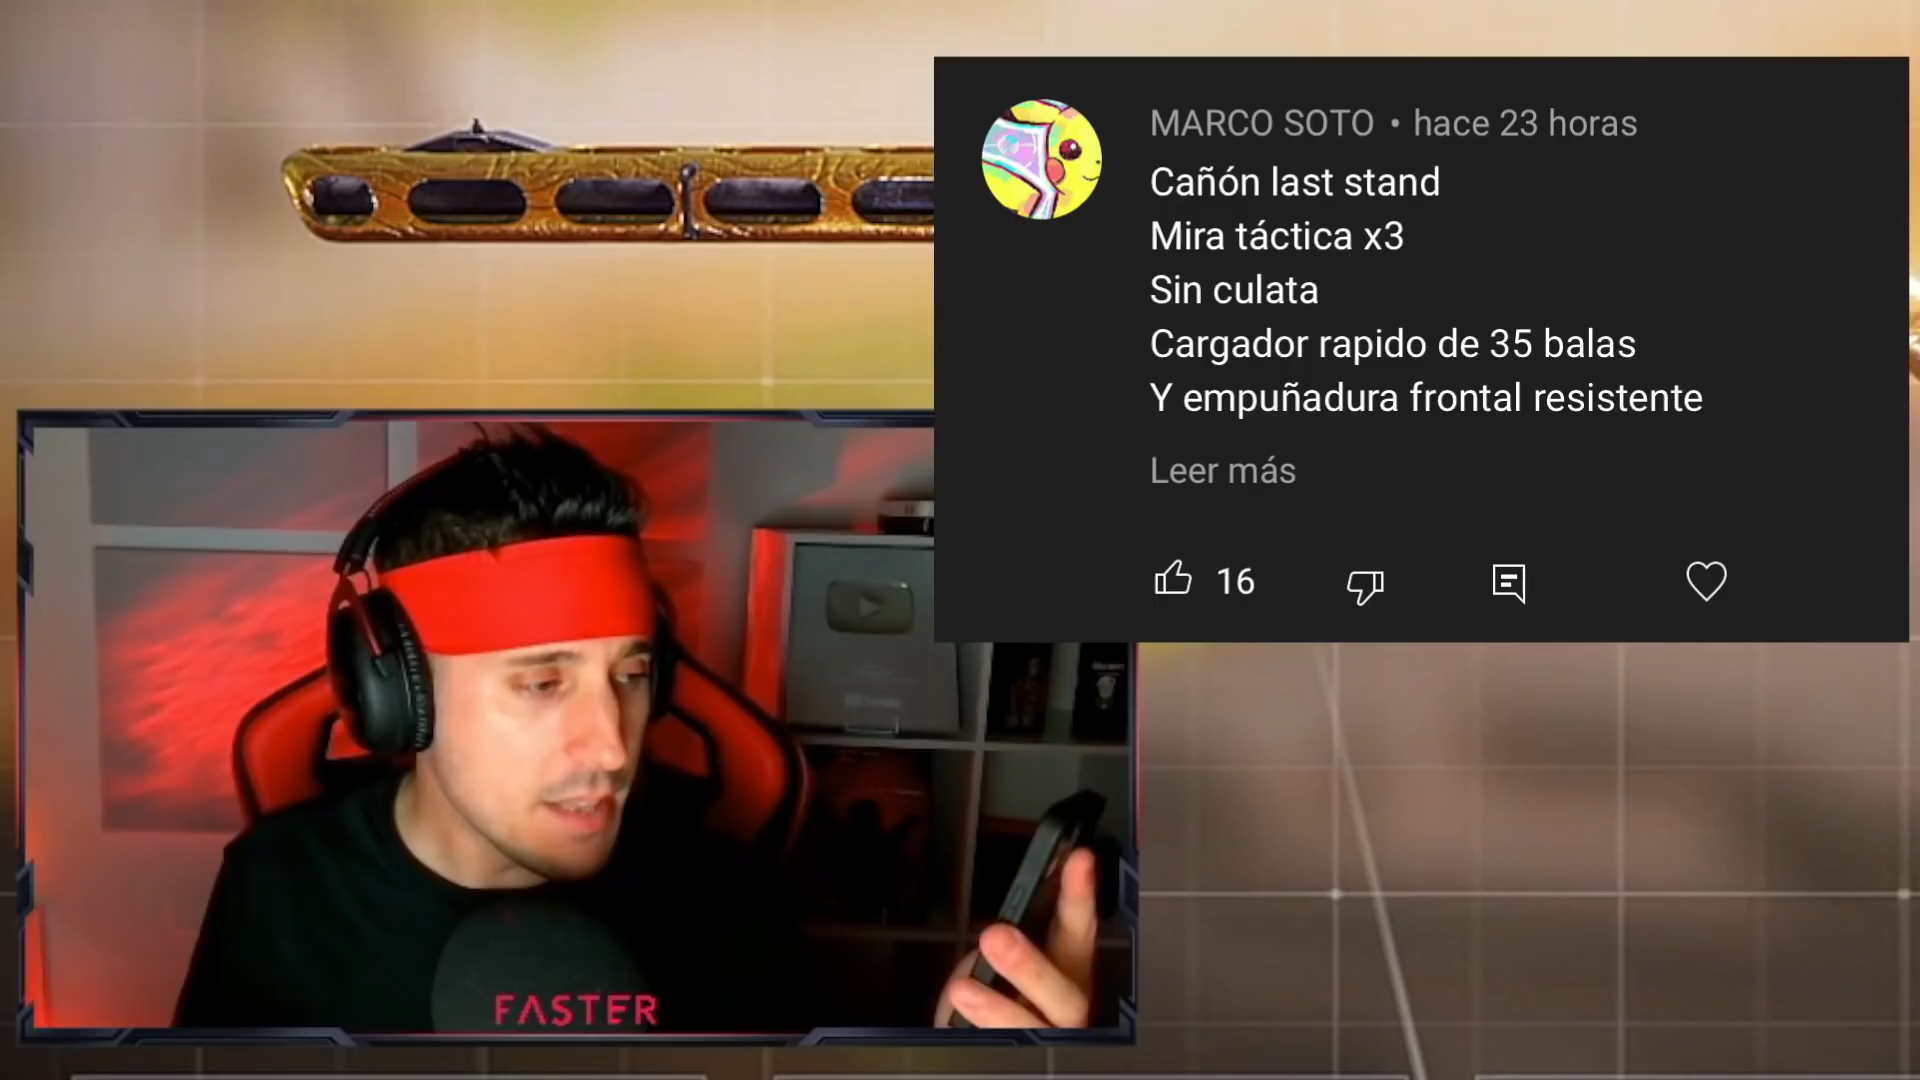 MARCO SOTO • hace 23 horas
Cañón last stand
Mira táctica x3
Sin culata
Cargador rapido de 35 balas
Y empuñadura frontal resistente
Leer más
16
FASTER